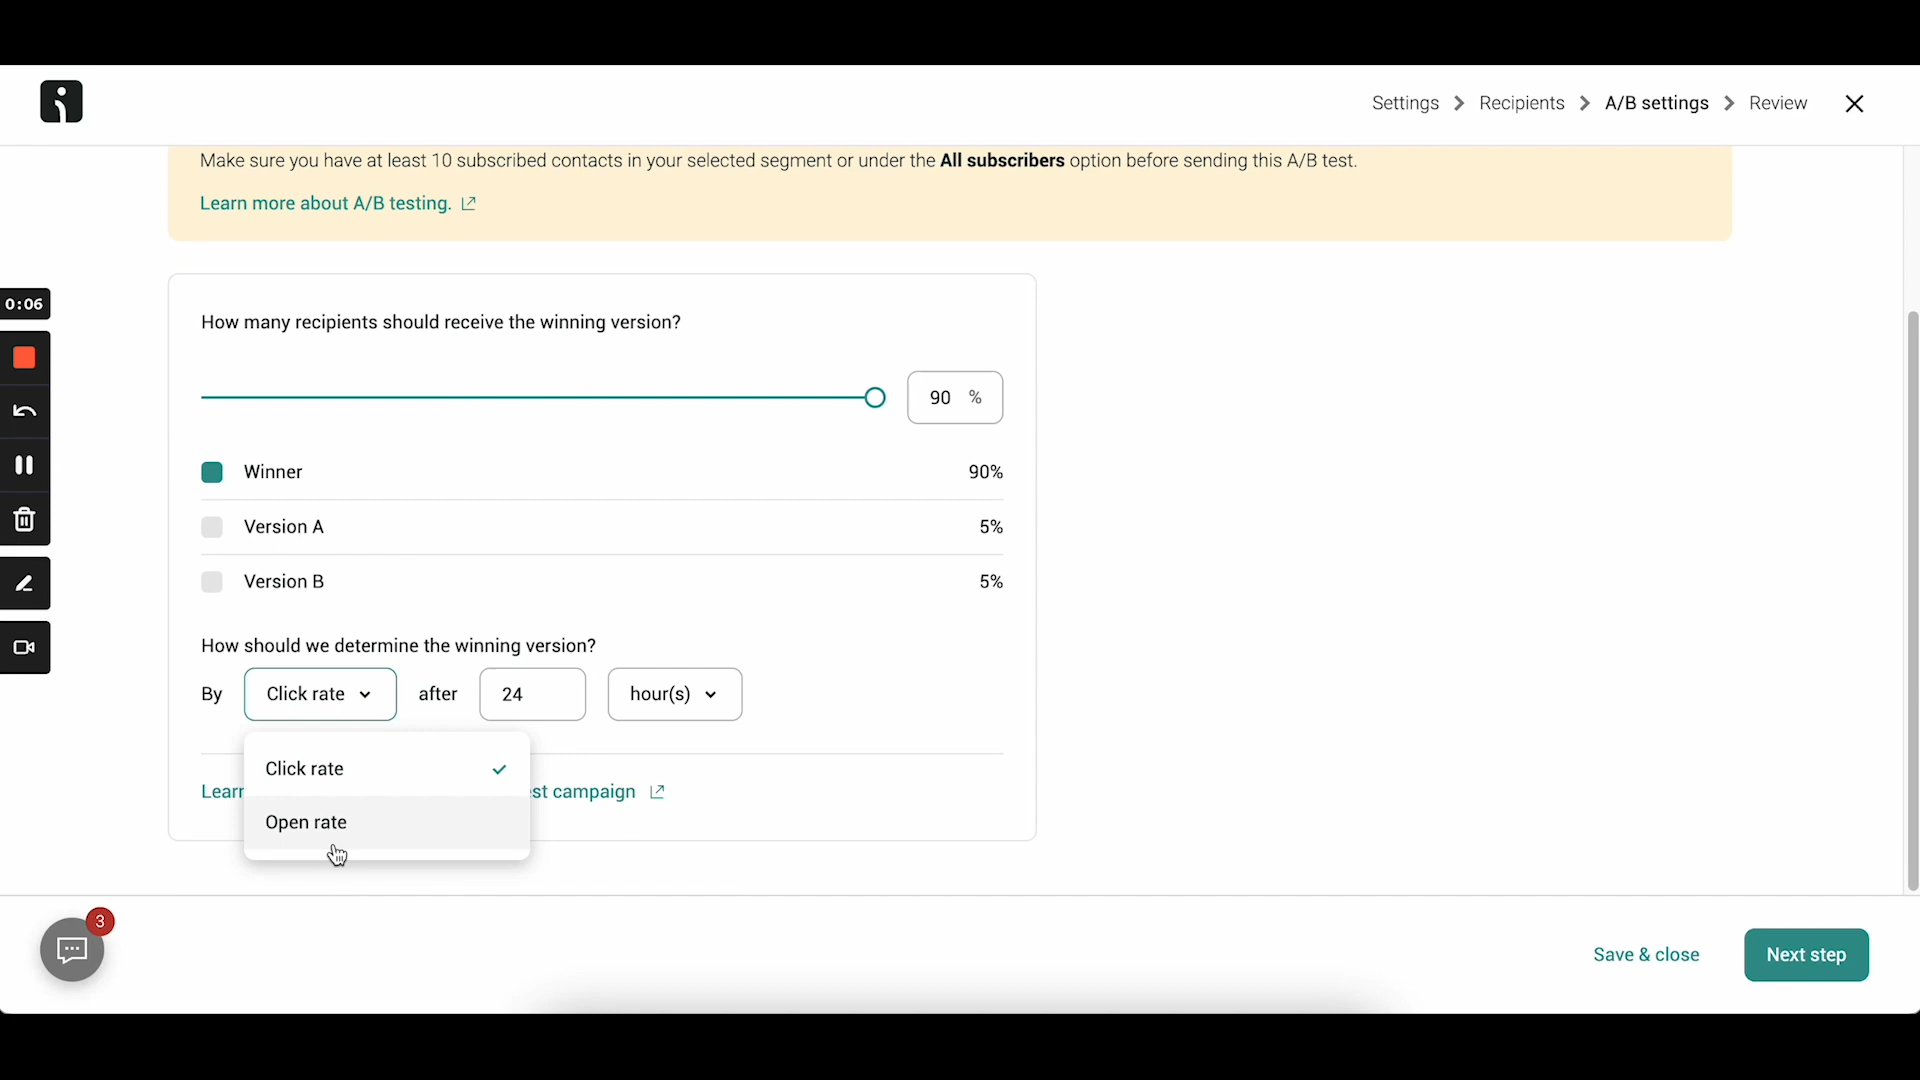 Settings > Recipients > A/B settings > Review
Make sure you have at least 10 subscribed contacts in your selected segment or under the All subscribers option before sending this A/B test.
Learn more about A/B testing.
0:06
How many recipients should receive the winning version?
90 %
Winner 90%
Version A 5%
Version B 5%
How should we determine the winning version?
By Click rate after 24 hour(s)
Click rate
campaign
Open rate
3
Save & close Next step